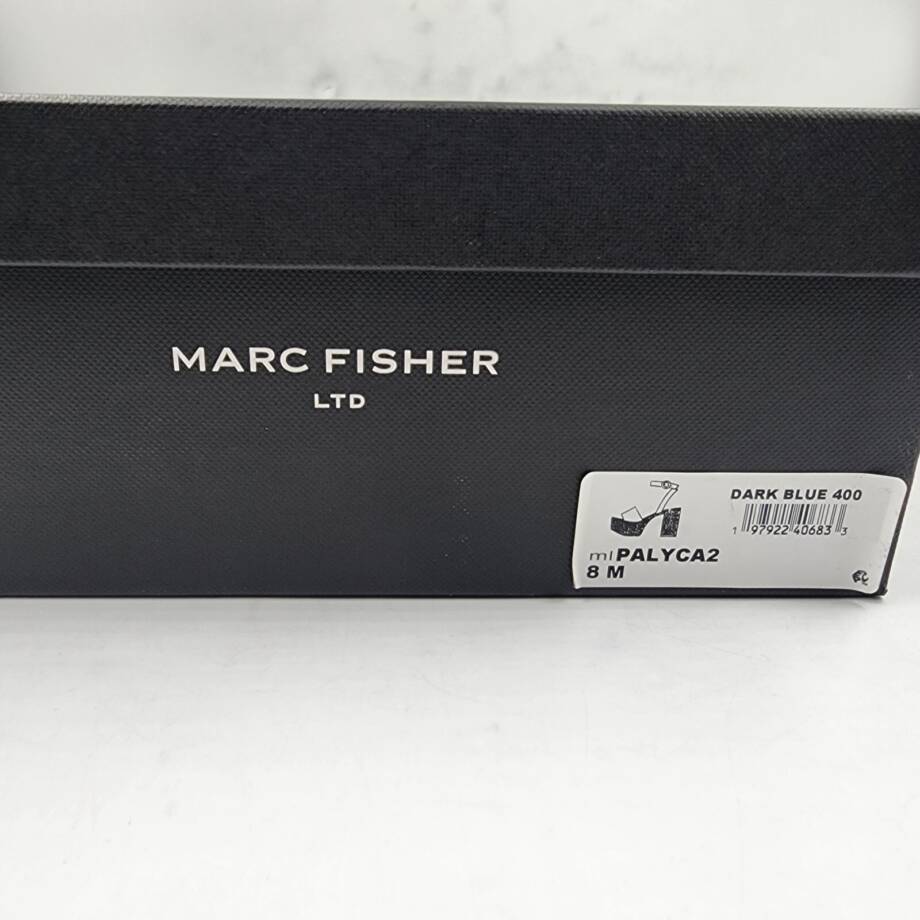 MARC FISHER
LTD
DARK BLUE 400
1 97922 40683 3
mlPALYCA2
8 M